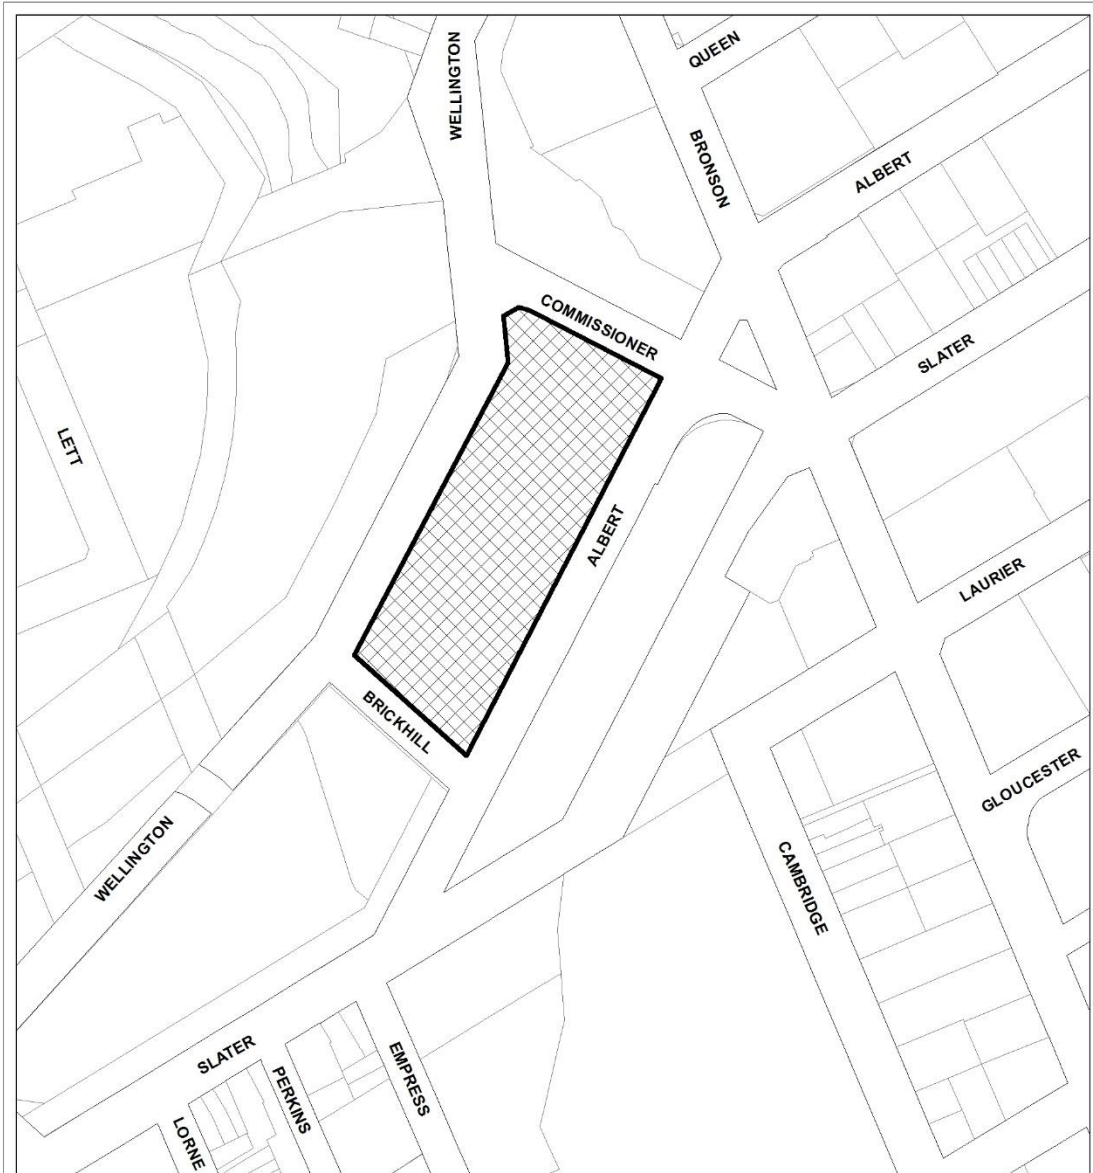 WELLINGTON
QUEEN
BRONSON
ALBERT
COMMISSIONER
SLATER
LETT
ALBERT
LAURIER
BRICKHILL
GLOUCESTER
WELLINGTON
CAMBRIDGE
SLATER
PERKINS
EMPRESS
LORNE